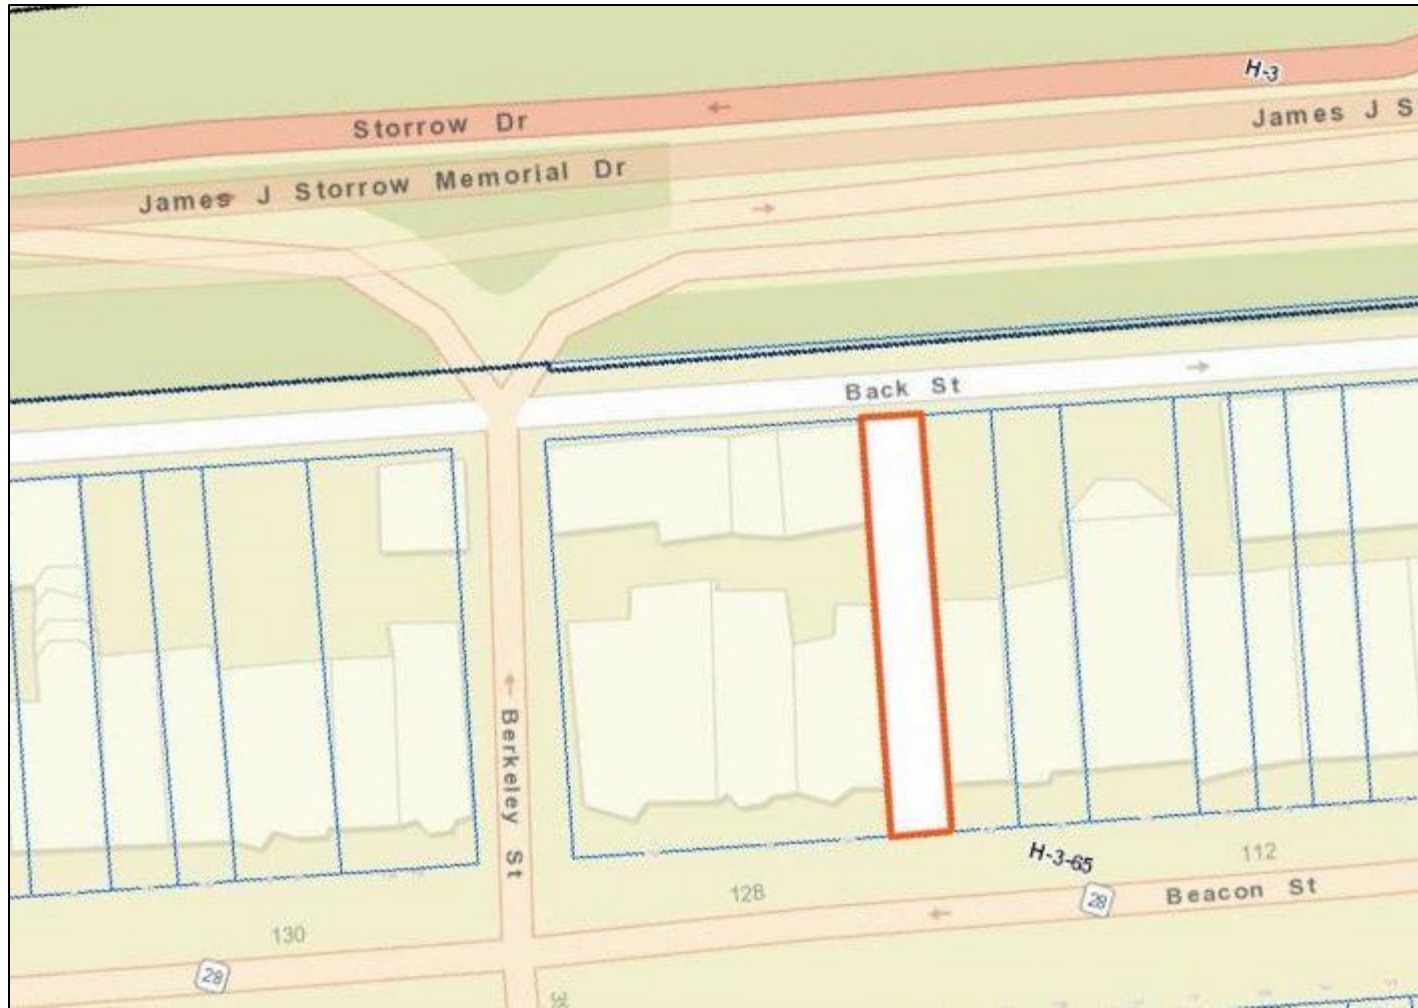 H-3
Storrow Dr
James J S
James J Storrow Memorial Dr
Back St
Berkeley St
H-3-65
112
128
28
Beacon St
130
28